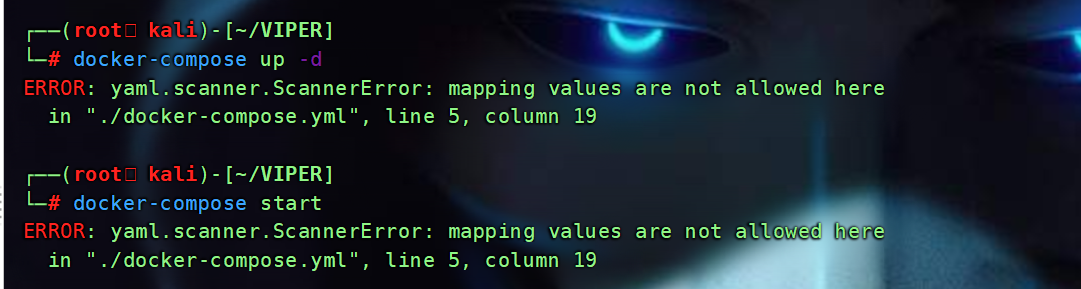 ┌──(root□ kali)-[~/VIPER]
└─# docker-compose up -d
ERROR: yaml.scanner.ScannerError: mapping values are not allowed here
  in "./docker-compose.yml", line 5, column 19
┌──(root□ kali)-[~/VIPER]
└─# docker-compose start
ERROR: yaml.scanner.ScannerError: mapping values are not allowed here
  in "./docker-compose.yml", line 5, column 19